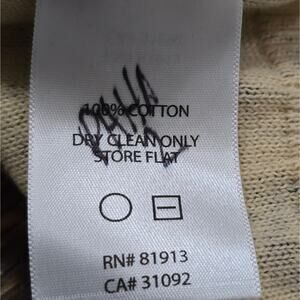 100% COTTON
DRY CLEAN ONLY
STORE FLAT
RN# 81913
CA# 31092